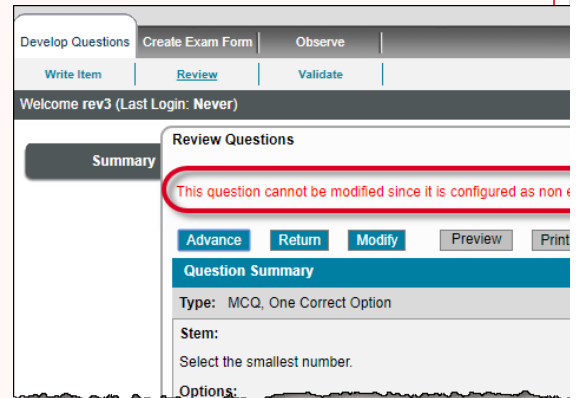 Develop Questions Create Exam Form Observe
Write Item Review Validate
Welcome rev3 (Last Login: Never)
Summary
Review Questions
This question cannot be modified since it is configured as non
Advance Return Modify Preview Print
Question Summary
Type: MCQ, One Correct Option
Stem:
Select the smallest number.
Options: